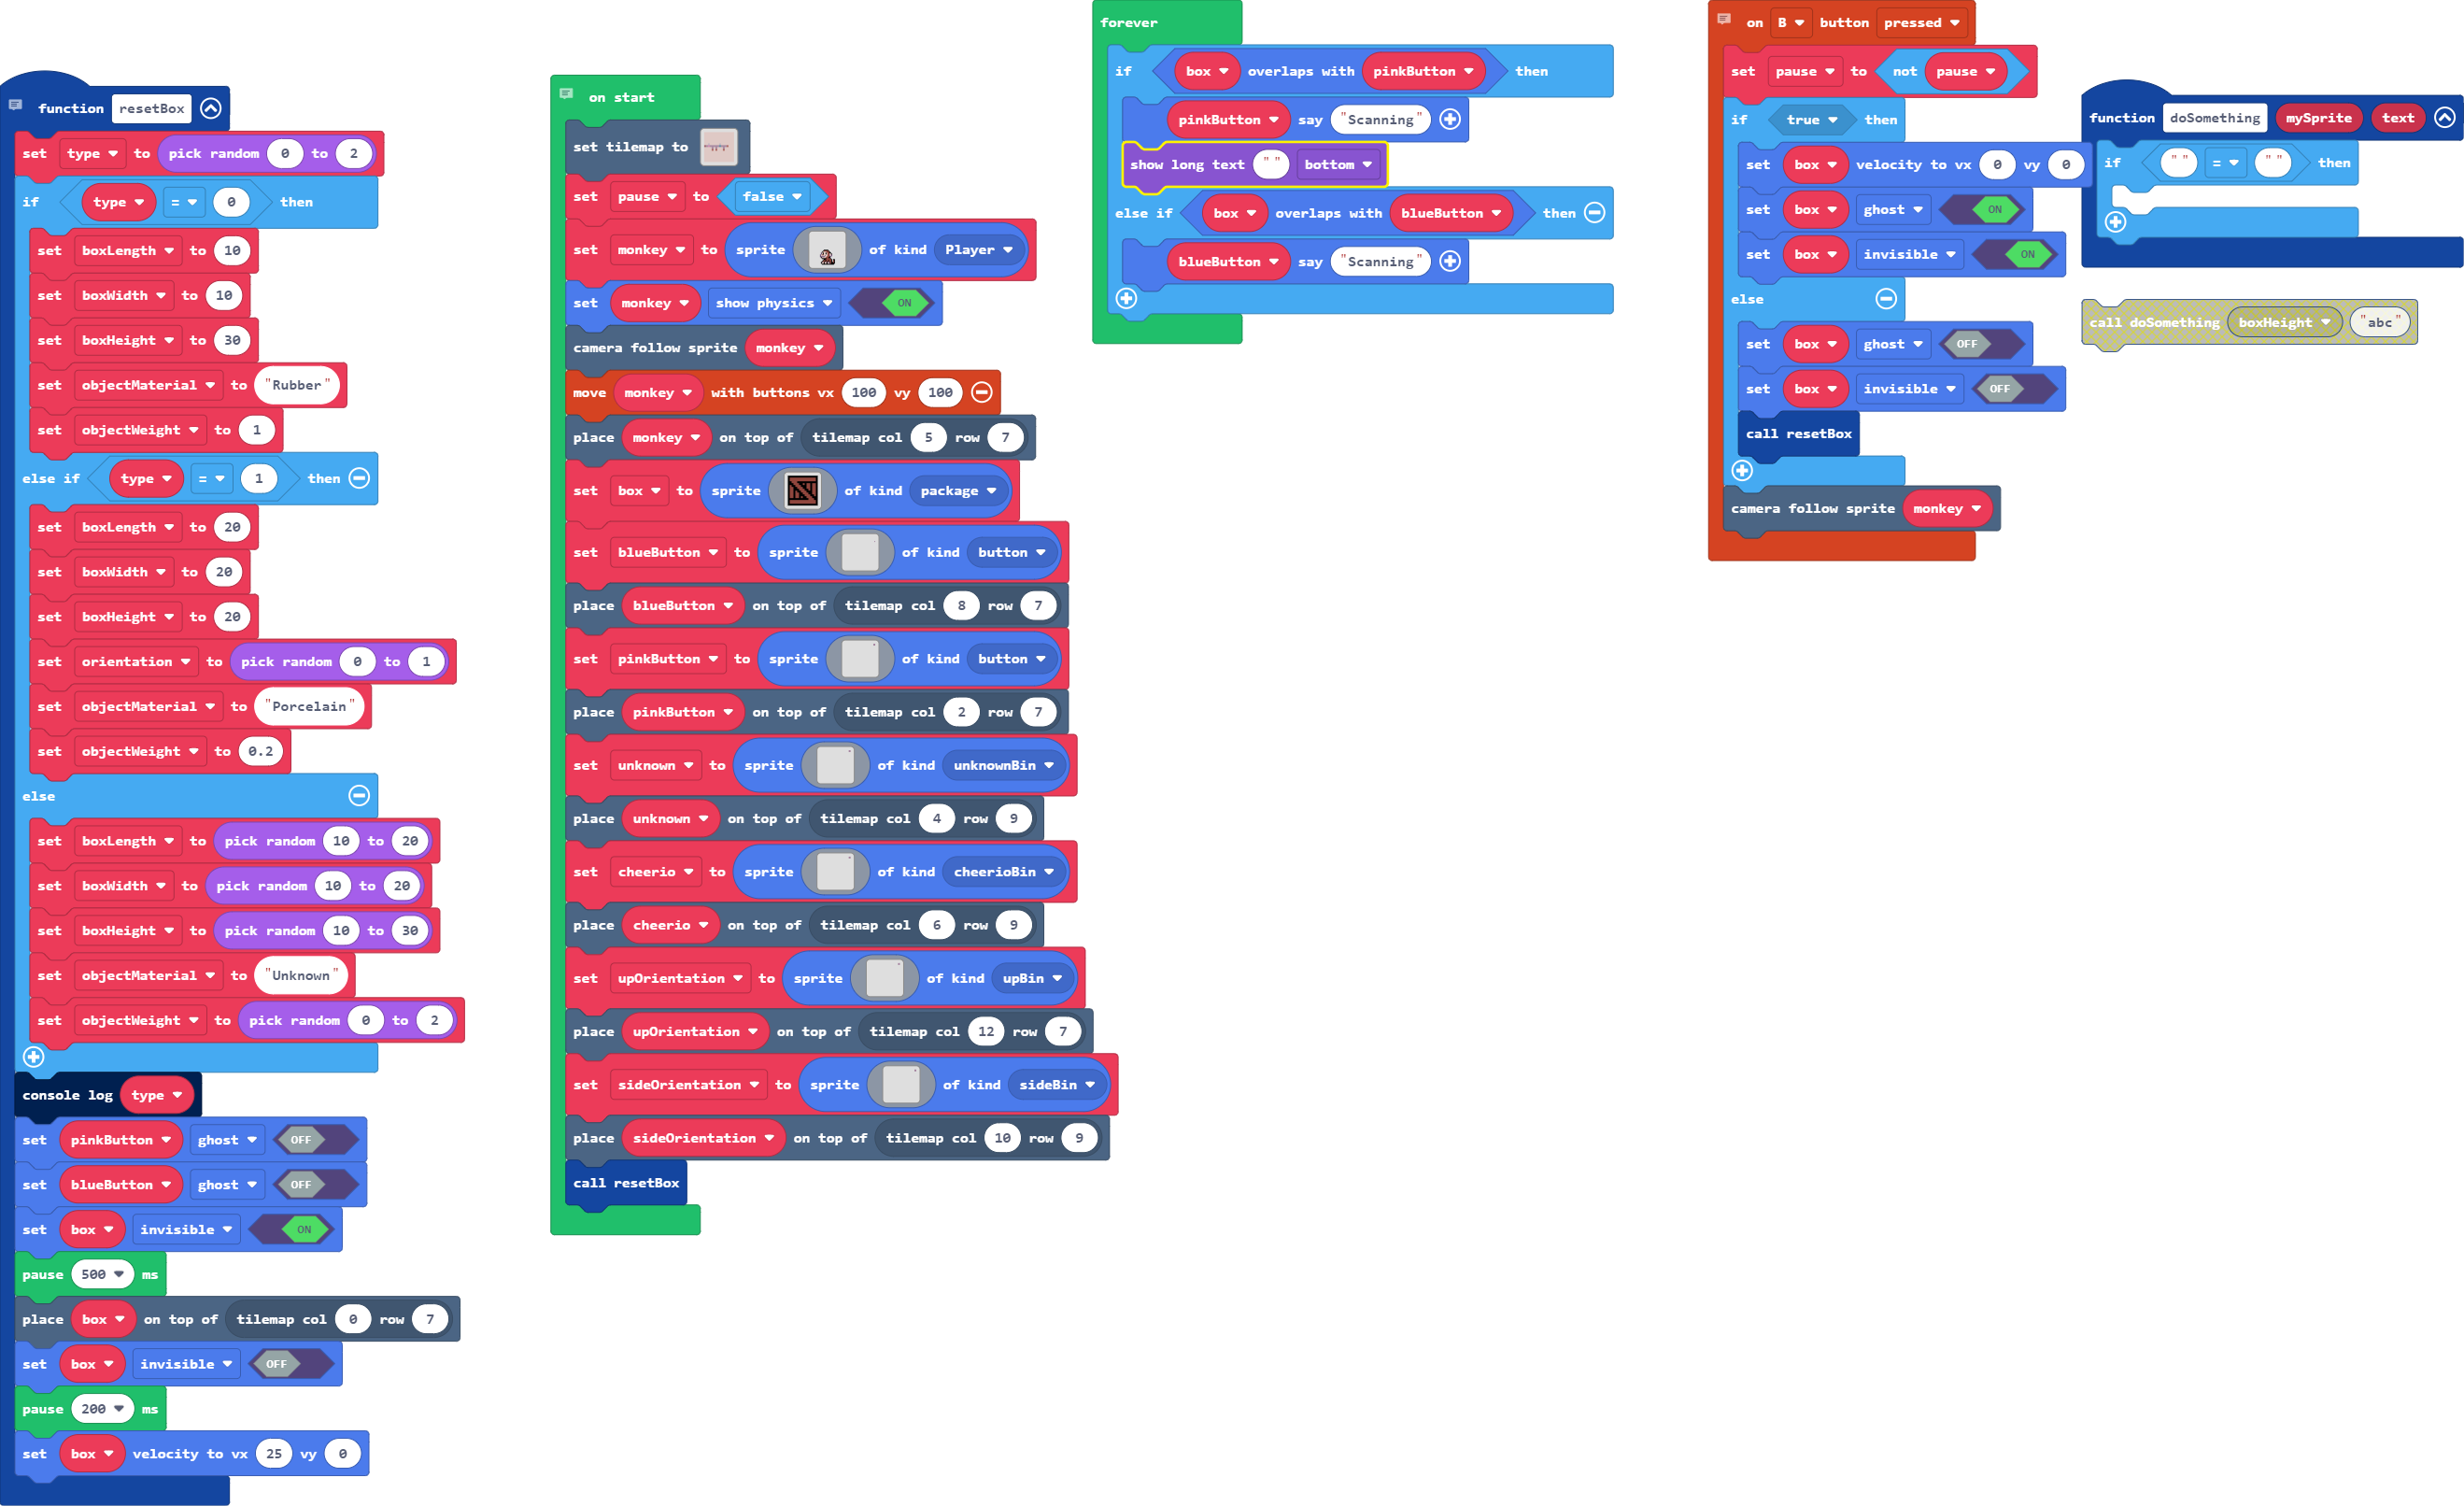 function resetBox
set type to pick random 0 to 2
if type = 0 then
set boxLength to 10
set boxWidth to 10
set boxHeight to 30
set objectMaterial to "Rubber"
set objectWeight to 1
else if type = 1 then
set boxLength to 20
set boxWidth to 20
set boxHeight to 20
set orientation to pick random 0 to 1
set objectMaterial to "Porcelain"
set objectWeight to 0.2
else
set boxLength to pick random 10 to 20
set boxWidth to pick random 10 to 20
set boxHeight to pick random 10 to 30
set objectMaterial to "Unknown"
set objectWeight to pick random 0 to 2
console log type
set pinkButton ghost OFF
set blueButton ghost OFF
set box invisible ON
pause 500 ms
place box on top of tilemap col 0 row 7
set box invisible OFF
pause 200 ms
set box velocity to vx 25 vy 0
on start
set tilemap to
set pause to false
set monkey to sprite of kind Player
set monkey show physics ON
camera follow sprite monkey
move monkey with buttons vx 100 vy 100
place monkey on top of tilemap col 5 row 7
set box to sprite of kind package
set blueButton to sprite of kind button
place blueButton on top of tilemap col 8 row 7
set pinkButton to sprite of kind button
place pinkButton on top of tilemap col 2 row 7
set unknown to sprite of kind unknownBin
place unknown on top of tilemap col 4 row 9
set cheerio to sprite of kind cheerioBin
place cheerio on top of tilemap col 6 row 9
set upOrientation to sprite of kind upBin
place upOrientation on top of tilemap col 12 row 7
set sideOrientation to sprite of kind sideBin
place sideOrientation on top of tilemap col 10 row 9
call resetBox
forever
if box overlaps with pinkButton then
pinkButton say "Scanning"
show long text "" bottom
else if box overlaps with blueButton then
blueButton say "Scanning"
on B button pressed
set pause to not pause
if true then
set box velocity to vx 0 vy 0
set box ghost ON
set box invisible ON
else
set box ghost OFF
set box invisible OFF
call resetBox
camera follow sprite monkey
function doSomething mySprite text
if "" = "" then
call doSomething boxHeight "abc"